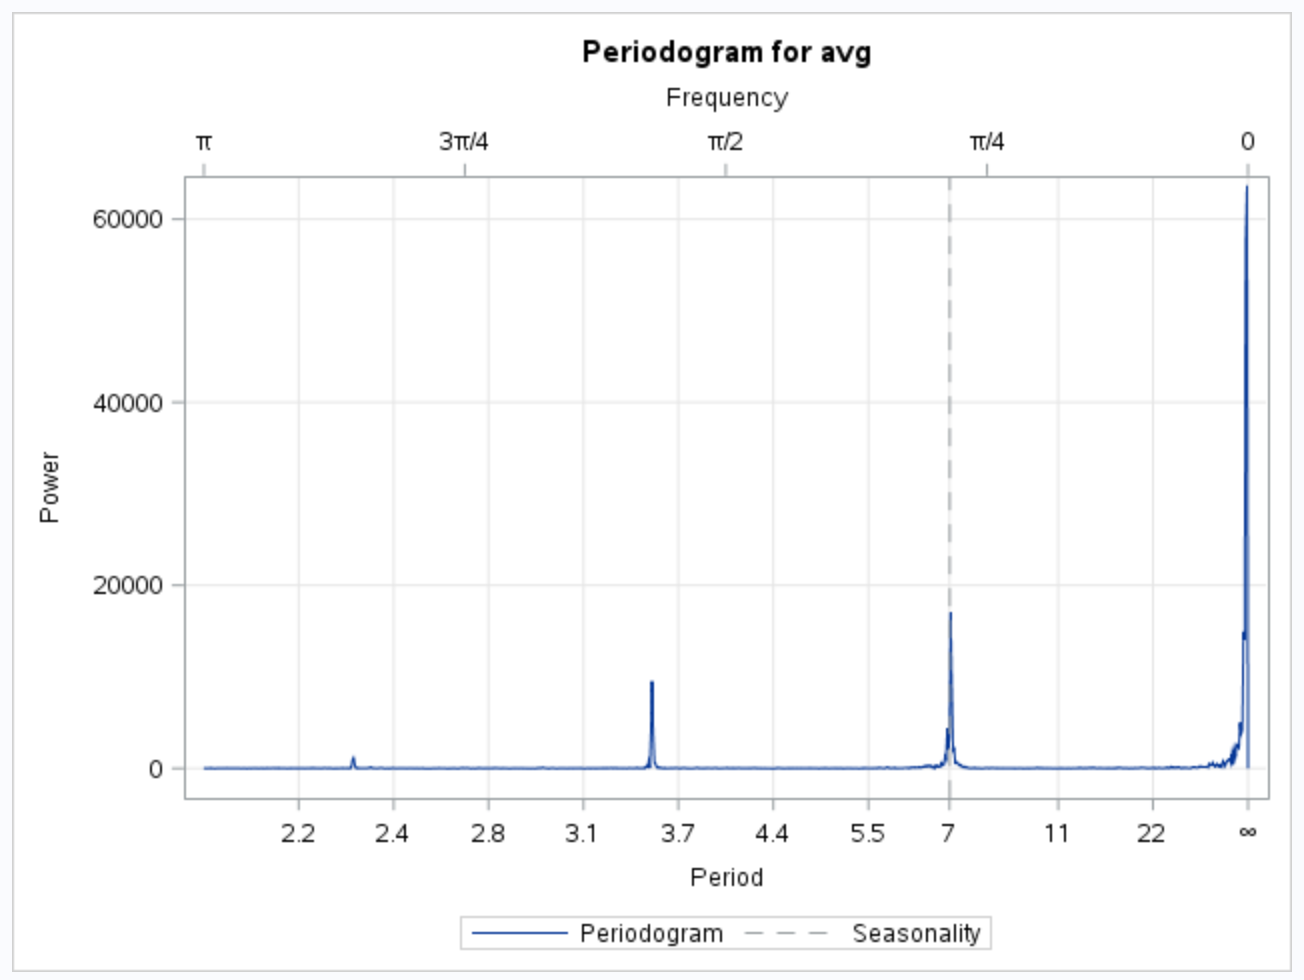 Periodogram for avg
Frequency
π 3π/4 π/2 π/4 0
60000
40000
20000
0
Power
2.2 2.4 2.8 3.1 3.7 4.4 5.5 7 11 22 ∞
Period
Periodogram Seasonality